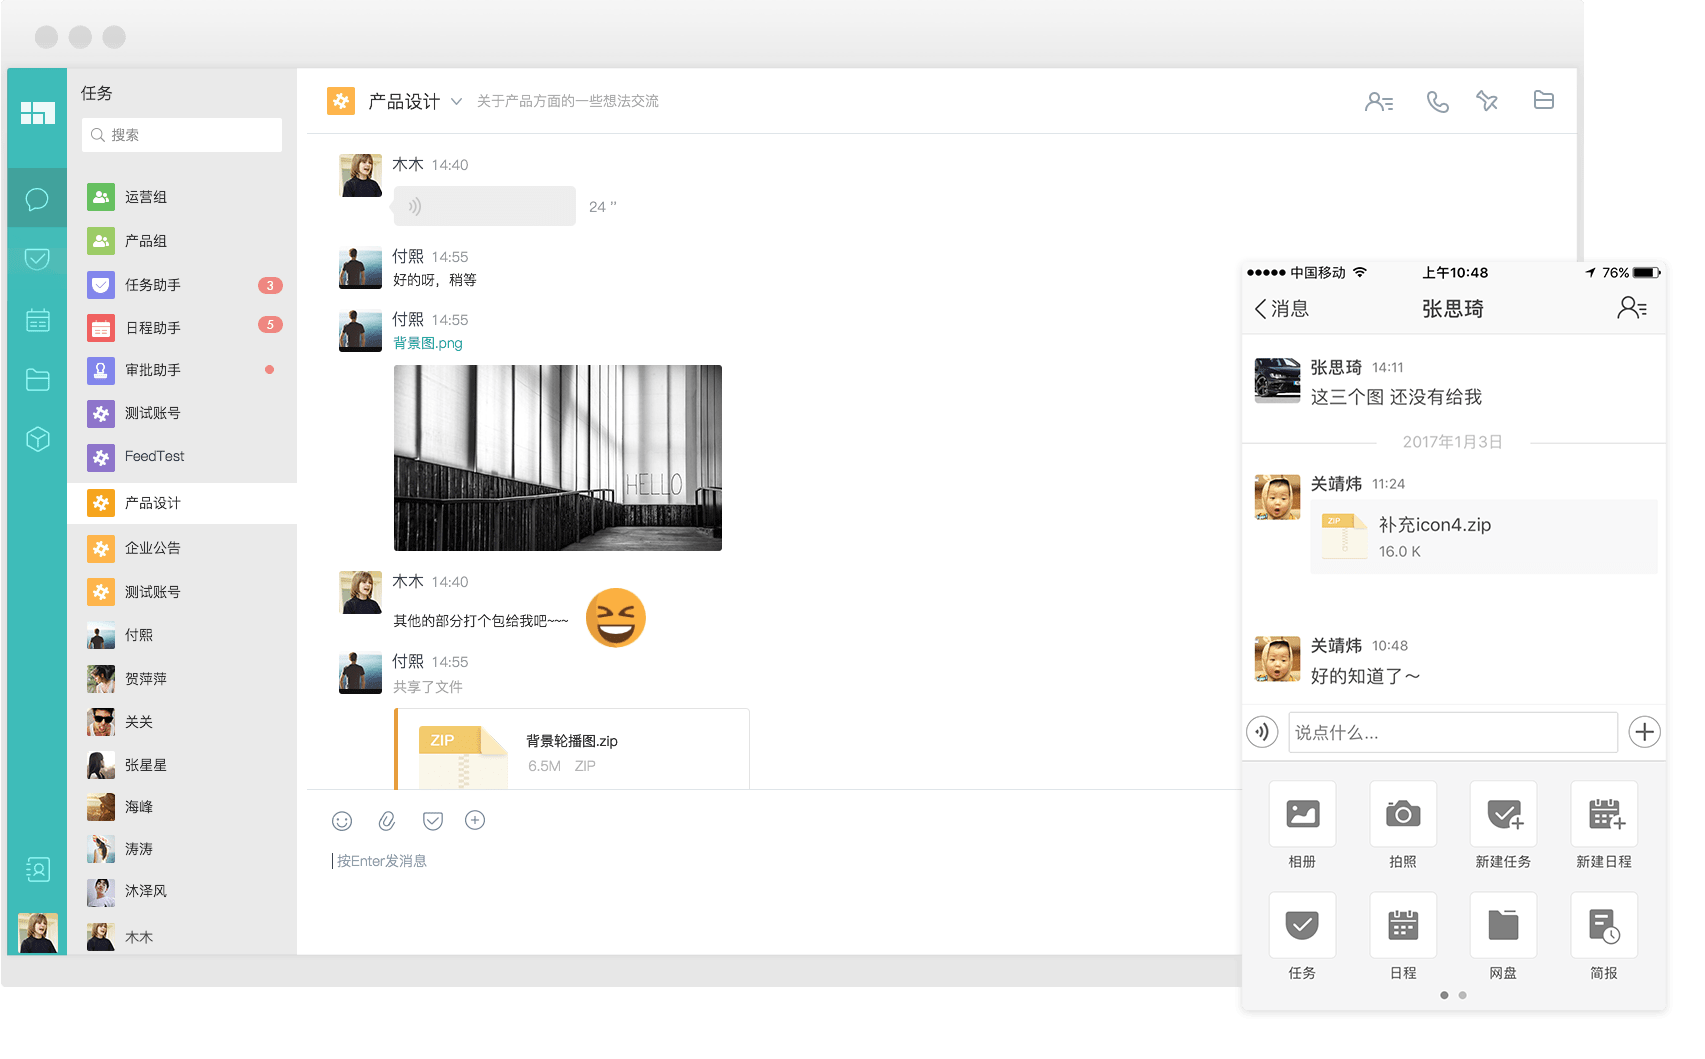 任务
搜索
运营组
产品组
任务助手
3
日程助手
5
审批助手
测试账号
FeedTest
产品设计
企业公告
测试账号
付熙
贺萍萍
关关
张星星
海峰
涛涛
沐泽风
木木
产品设计
关于产品方面的一些想法交流
木木 14:40
24 ’’
付熙 14:55
好的呀，稍等
付熙 14:55
背景图.png
HELLO
木木 14:40
其他的部分打个包给我吧~~~
付熙 14:55
共享了文件
ZIP
背景轮播图.zip
6.5M ZIP
按Enter发消息
中国移动
上午10:48
76%
消息
张思琦
张思琦 14:11
这三个图 还没有给我
2017年1月3日
关靖炜 11:24
ZIP
补充icon4.zip
16.0 K
关靖炜 10:48
好的知道了～
说点什么...
相册
拍照
新建任务
新建日程
任务
日程
网盘
简报